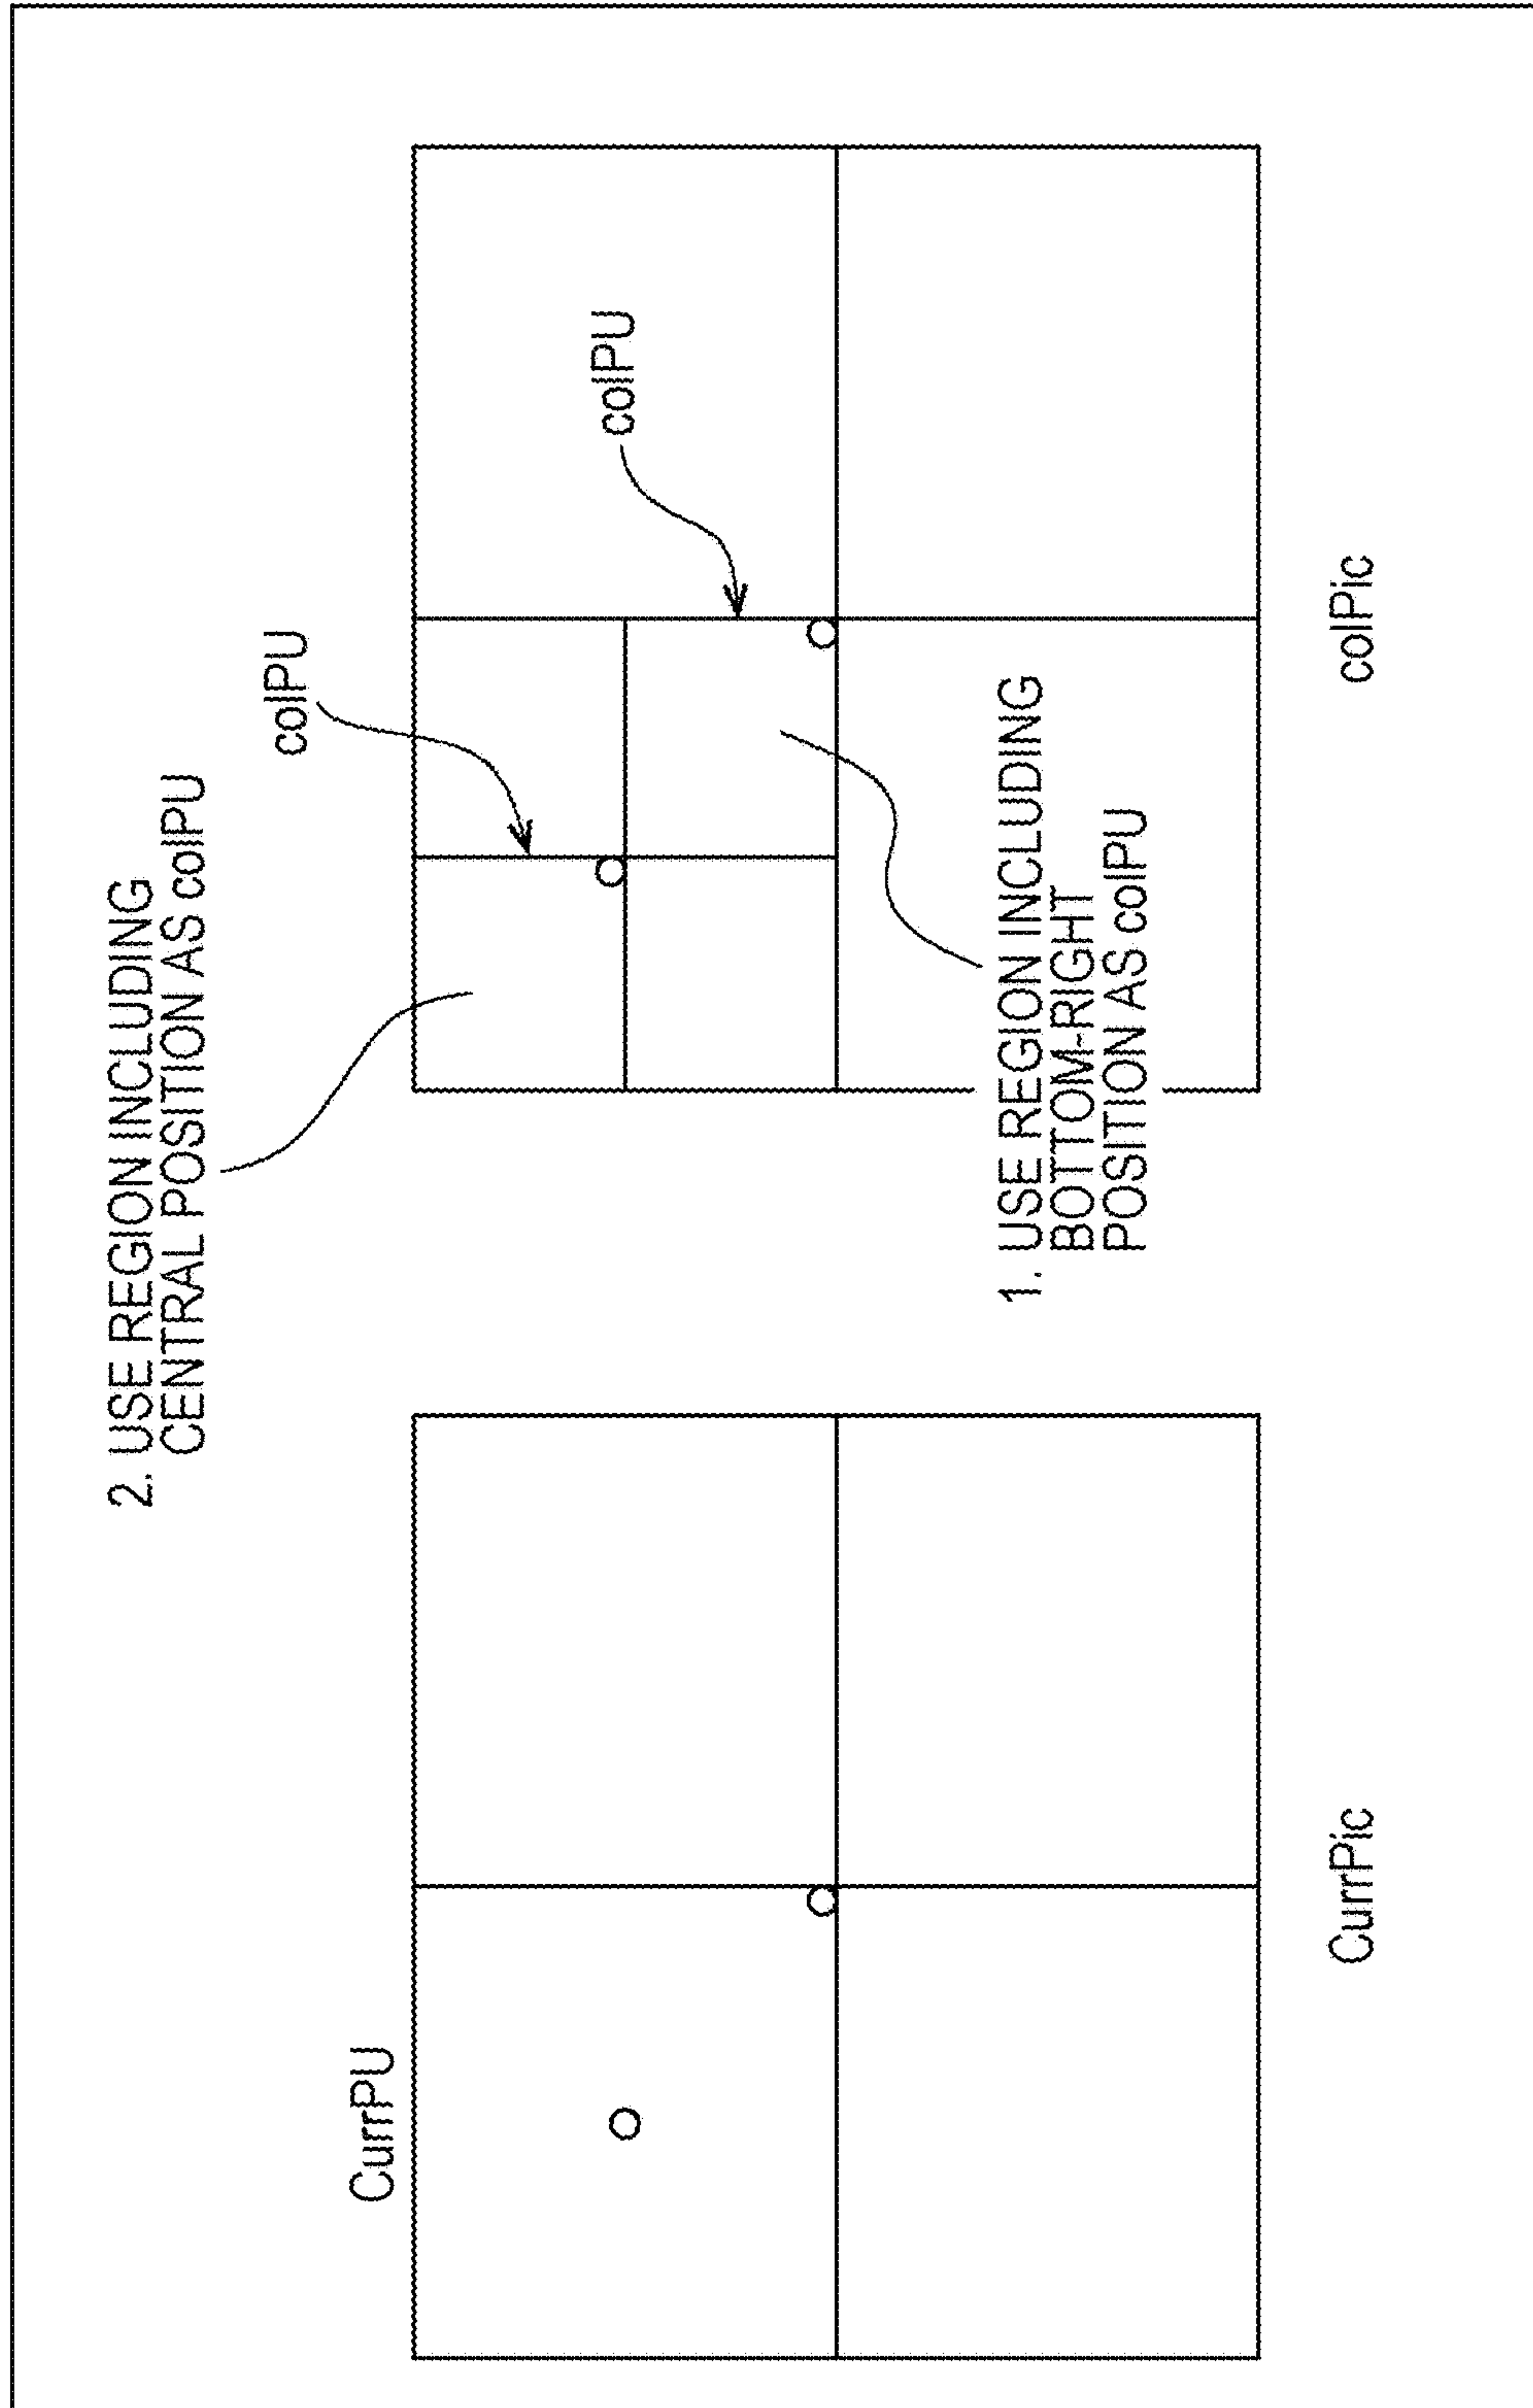 2. USE REGION INCLUDING
CENTRAL POSITION AS colPU
colPU
CurrPU
colPU
1. USE REGION INCLUDING
BOTTOM-RIGHT
POSITION AS colPU
CurrPic
colPic